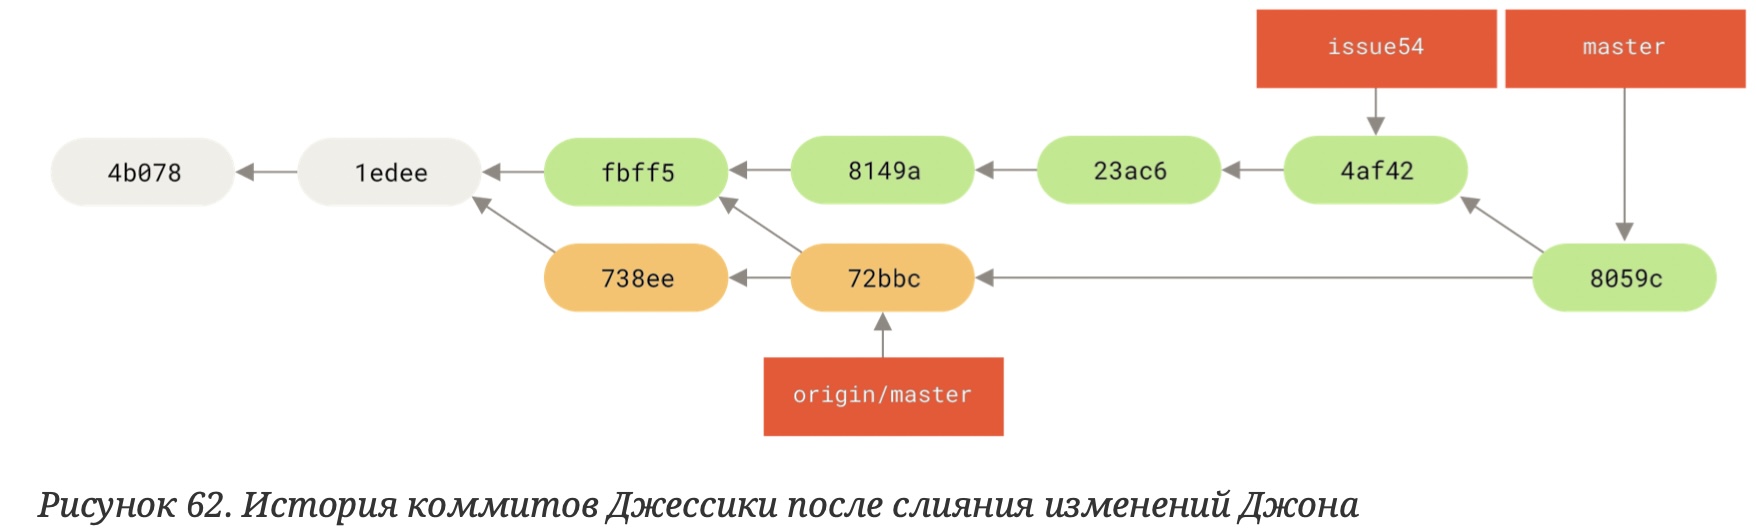 issue54 master
4b078 1edee fbff5 8149a 23ac6 4af42
738ee 72bbc 8059c
origin/master
Рисунок 62. История коммитов Джессики после слияния изменений Джона